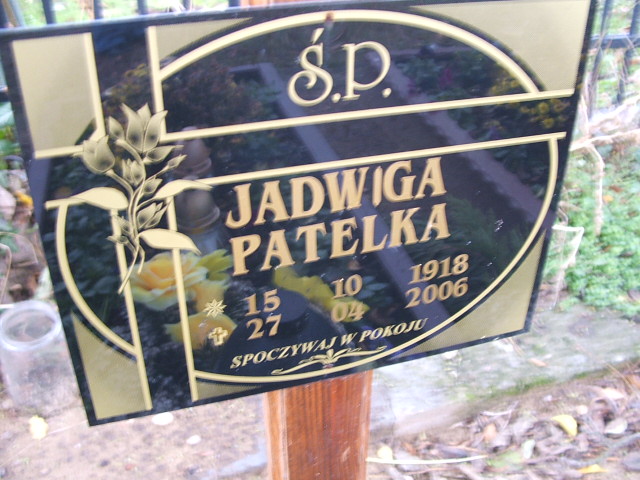 Ś.P.
JADWIGA
PATELKA
15 10 1918
27 04 2006
SPOCZYWAJ W POKOJU